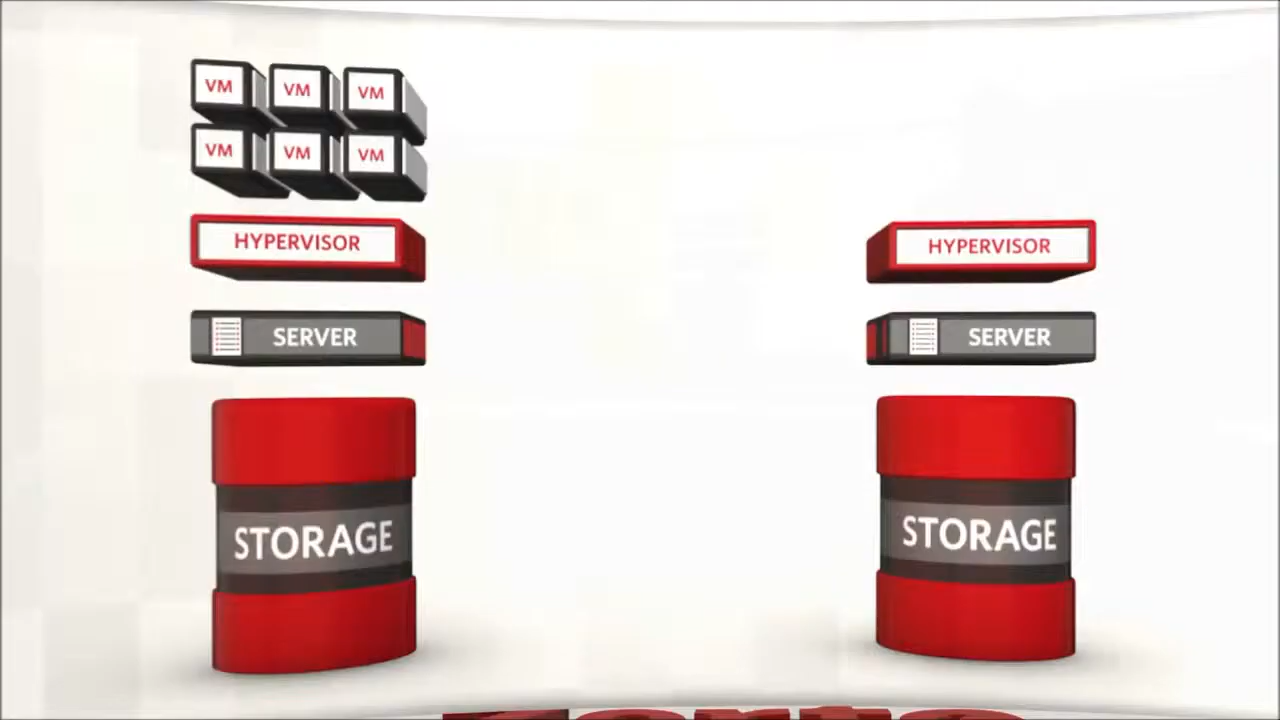 VM VM VM
VM VM VM
HYPERVISOR
SERVER
STORAGE
HYPERVISOR
SERVER
STORAGE